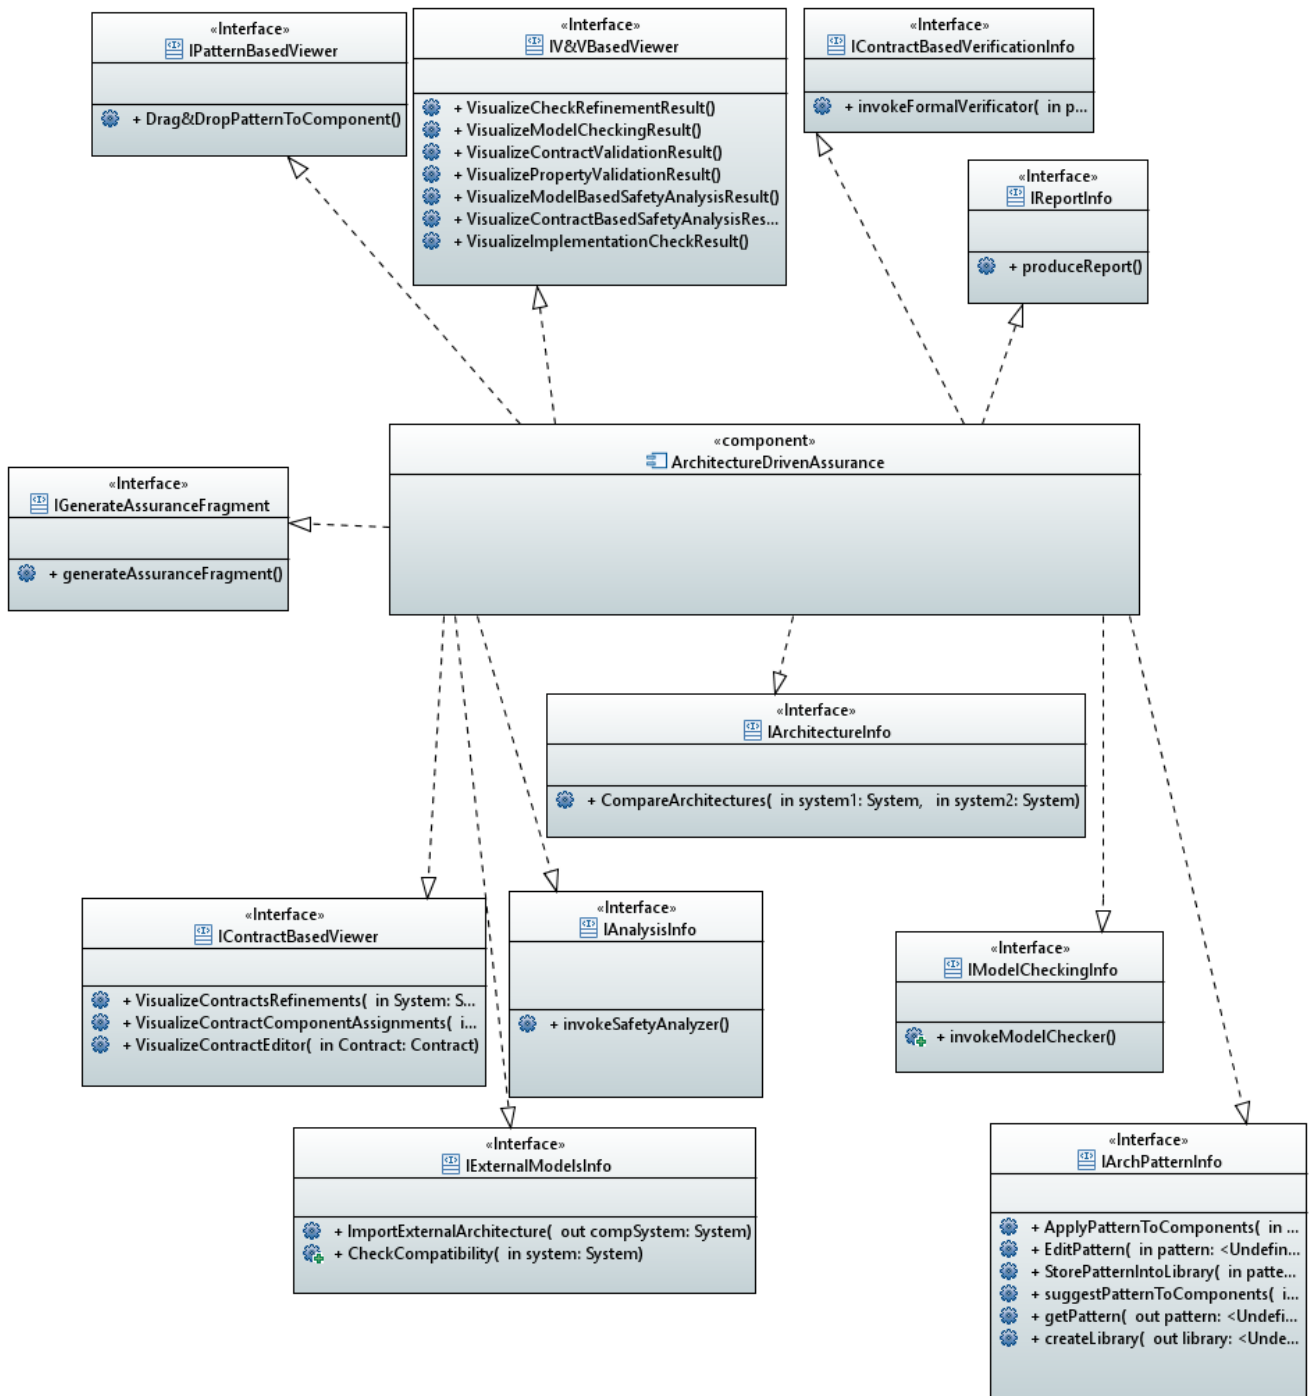 «Interface»
IPatternBasedViewer
+ Drag&DropPatternToComponent()
«Interface»
IV&VBasedViewer
+ VisualizeCheckRefinementResult()
+ VisualizeModelCheckingResult()
+ VisualizeContractValidationResult()
+ VisualizePropertyValidationResult()
+ VisualizeModelBasedSafetyAnalysisResult()
+ VisualizeContractBasedSafetyAnalysisRes...
+ VisualizeImplementationCheckResult()
«Interface»
IContractBasedVerificationInfo
+ invokeFormalVerificator( in p...
«Interface»
IReportInfo
+ produceReport()
«component»
ArchitectureDrivenAssurance
«Interface»
IGenerateAssuranceFragment
+ generateAssuranceFragment()
«Interface»
IArchitectureInfo
+ CompareArchitectures( in system1: System, in system2: System)
«Interface»
IContractBasedViewer
+ VisualizeContractsRefinements( in System: S...
+ VisualizeContractComponentAssignments( i...
+ VisualizeContractEditor( in Contract: Contract)
«Interface»
IAnalysisInfo
+ invokeSafetyAnalyzer()
«Interface»
IModelCheckingInfo
+ invokeModelChecker()
«Interface»
IExternalModelsInfo
+ ImportExternalArchitecture( out compSystem: System)
+ CheckCompatibility( in system: System)
«Interface»
IArchPatternInfo
+ ApplyPatternToComponents( in ...
+ EditPattern( in pattern: <Undefin...
+ StorePatternIntoLibrary( in patte...
+ suggestPatternToComponents( i...
+ getPattern( out pattern: <Undefi...
+ createLibrary( out library: <Unde...